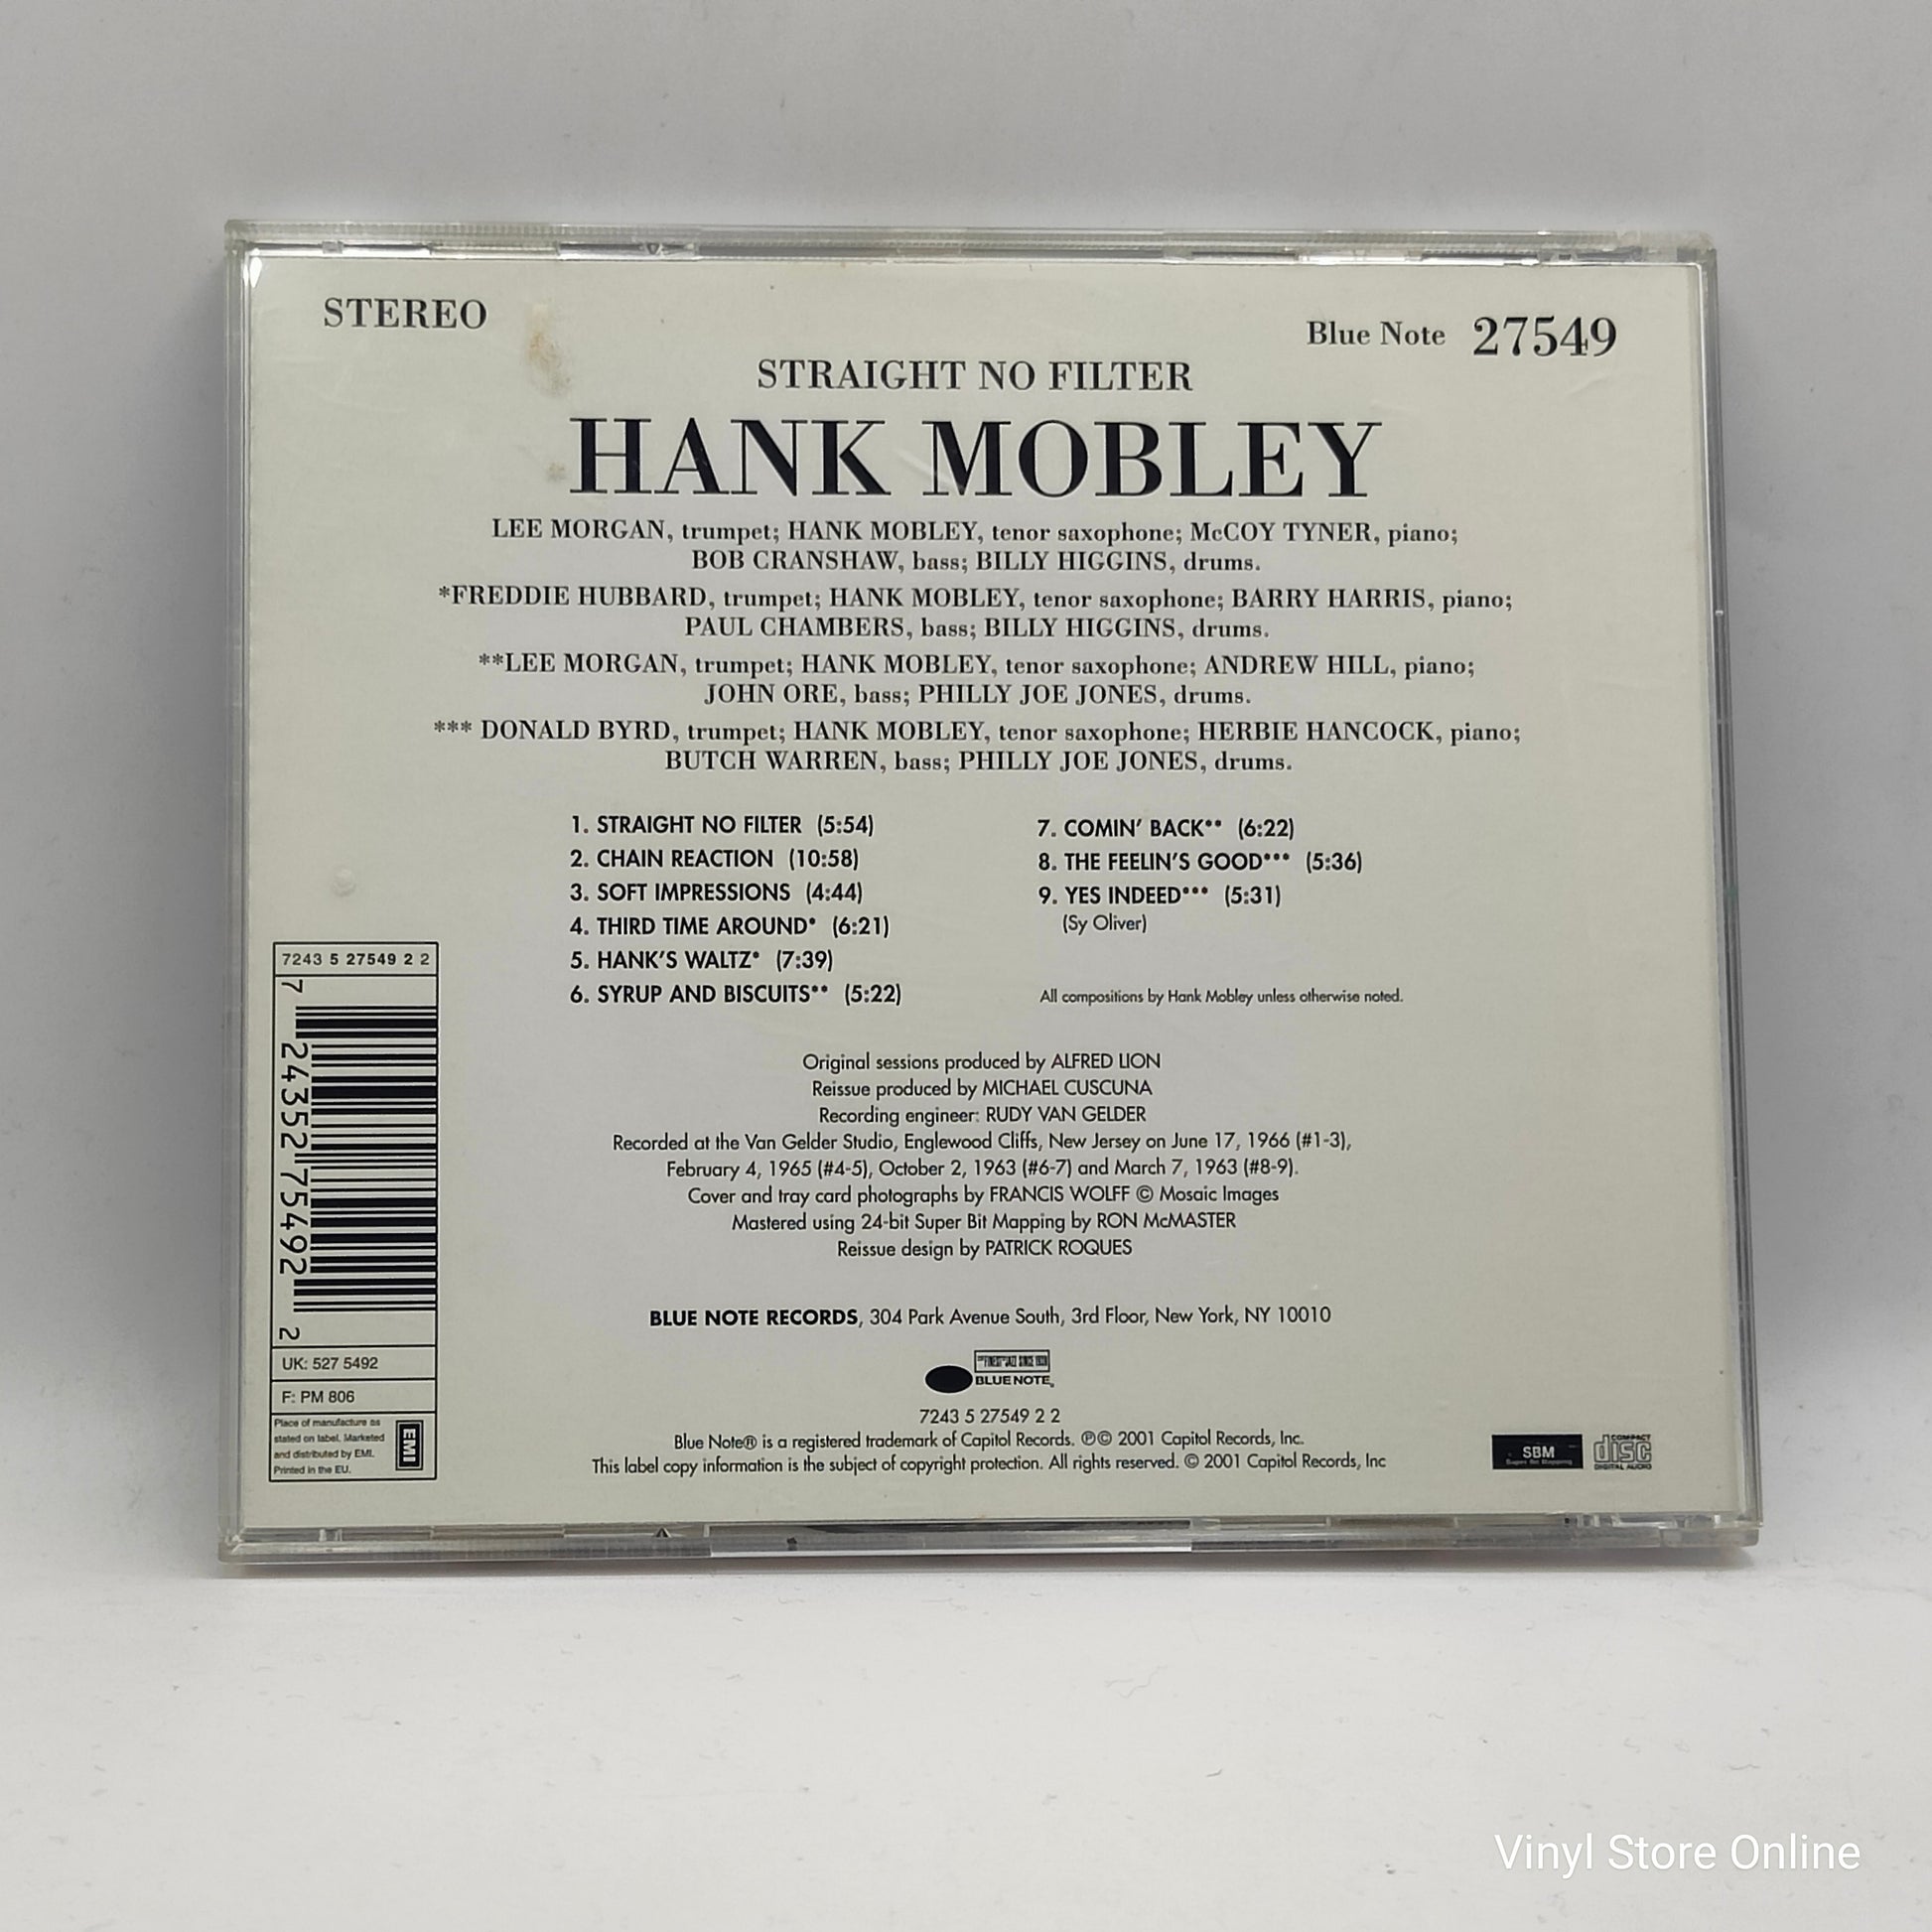 STEREO
Blue Note 27549
STRAIGHT NO FILTER
HANK MOBLEY
LEE MORGAN, trumpet; HANK MOBLEY, tenor saxophone; McCOY TYNER, piano;
BOB CRANSHAW, bass; BILLY HIGGINS, drums.
*FREDDIE HUBBARD, trumpet; HANK MOBLEY, tenor saxophone; BARRY HARRIS, piano;
PAUL CHAMBERS, bass; BILLY HIGGINS, drums.
**LEE MORGAN, trumpet; HANK MOBLEY, tenor saxophone; ANDREW HILL, piano;
JOHN ORE, bass; PHILLY JOE JONES, drums.
*** DONALD BYRD, trumpet; HANK MOBLEY, tenor saxophone; HERBIE HANCOCK, piano;
BUTCH WARREN, bass; PHILLY JOE JONES, drums.
1. STRAIGHT NO FILTER (5:54)
2. CHAIN REACTION (10:58)
3. SOFT IMPRESSIONS (4:44)
4. THIRD TIME AROUND* (6:21)
5. HANK'S WALTZ* (7:39)
6. SYRUP AND BISCUITS** (5:22)
7. COMIN' BACK** (6:22)
8. THE FEELIN'S GOOD*** (5:36)
9. YES INDEED*** (5:31)
(Sy Oliver)
All compositions by Hank Mobley unless otherwise noted.
Original sessions produced by ALFRED LION
Reissue produced by MICHAEL CUSCUNA
Recording engineer: RUDY VAN GELDER
Recorded at the Van Gelder Studio, Englewood Cliffs, New Jersey on June 17, 1966 (#1-3),
February 4, 1965 (#4-5), October 2, 1963 (#6-7) and March 7, 1963 (#8-9).
Cover and tray card photographs by FRANCIS WOLFF © Mosaic Images
Mastered using 24-bit Super Bit Mapping by RON McMASTER
Reissue design by PATRICK ROQUES
BLUE NOTE RECORDS, 304 Park Avenue South, 3rd Floor, New York, NY 10010
THE FINEST IN JAZZ SINCE 1939
BLUE NOTE
7243 5 27549 2 2
Blue Note® is a registered trademark of Capitol Records. ℗© 2001 Capitol Records, Inc.
This label copy information is the subject of copyright protection. All rights reserved. © 2001 Capitol Records, Inc
7243 5 27549 2 2
7 24352 75492 2
UK: 527 5492
F: PM 806
Place of manufacture as
stated on label. Marketed
and distributed by EMI.
Printed in the EU.
EMI
SBM
Super Bit Mapping
COMPACT
disc
DIGITAL AUDIO
Vinyl Store Online